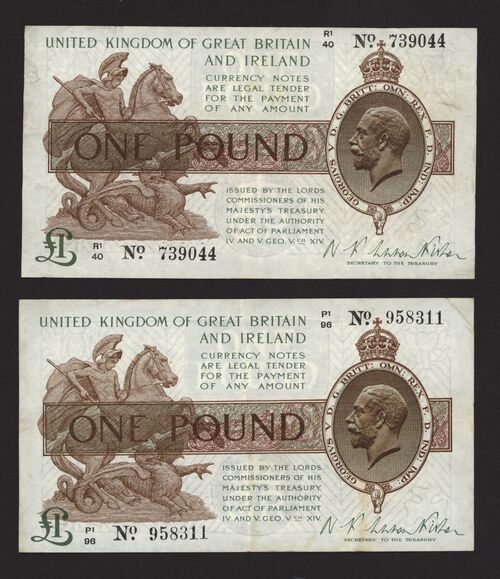 R1/40 No. 739044
UNITED KINGDOM OF GREAT BRITAIN
AND IRELAND
CURRENCY NOTES
ARE LEGAL TENDER
FOR THE PAYMENT
OF ANY AMOUNT
ONE POUND
GEORGIVS V D. G. BRITT: OMN: REX F. D. IND: IMP:
ISSUED BY THE LORDS
COMMISSIONERS OF HIS
MAJESTY'S TREASURY
UNDER THE AUTHORITY
OF ACT OF PARLIAMENT
IV AND V. GEO. V. CH XIV.
£1 R1/40 No. 739044
SECRETARY TO THE TREASURY
P1/96 No. 958311
UNITED KINGDOM OF GREAT BRITAIN
AND IRELAND
CURRENCY NOTES
ARE LEGAL TENDER
FOR THE PAYMENT
OF ANY AMOUNT
ONE POUND
GEORGIVS V D. G. BRITT: OMN: REX F. D. IND: IMP:
ISSUED BY THE LORDS
COMMISSIONERS OF HIS
MAJESTY'S TREASURY
UNDER THE AUTHORITY
OF ACT OF PARLIAMENT
IV AND V. GEO. V. CH XIV.
£1 P1/96 No. 958311
SECRETARY TO THE TREASURY